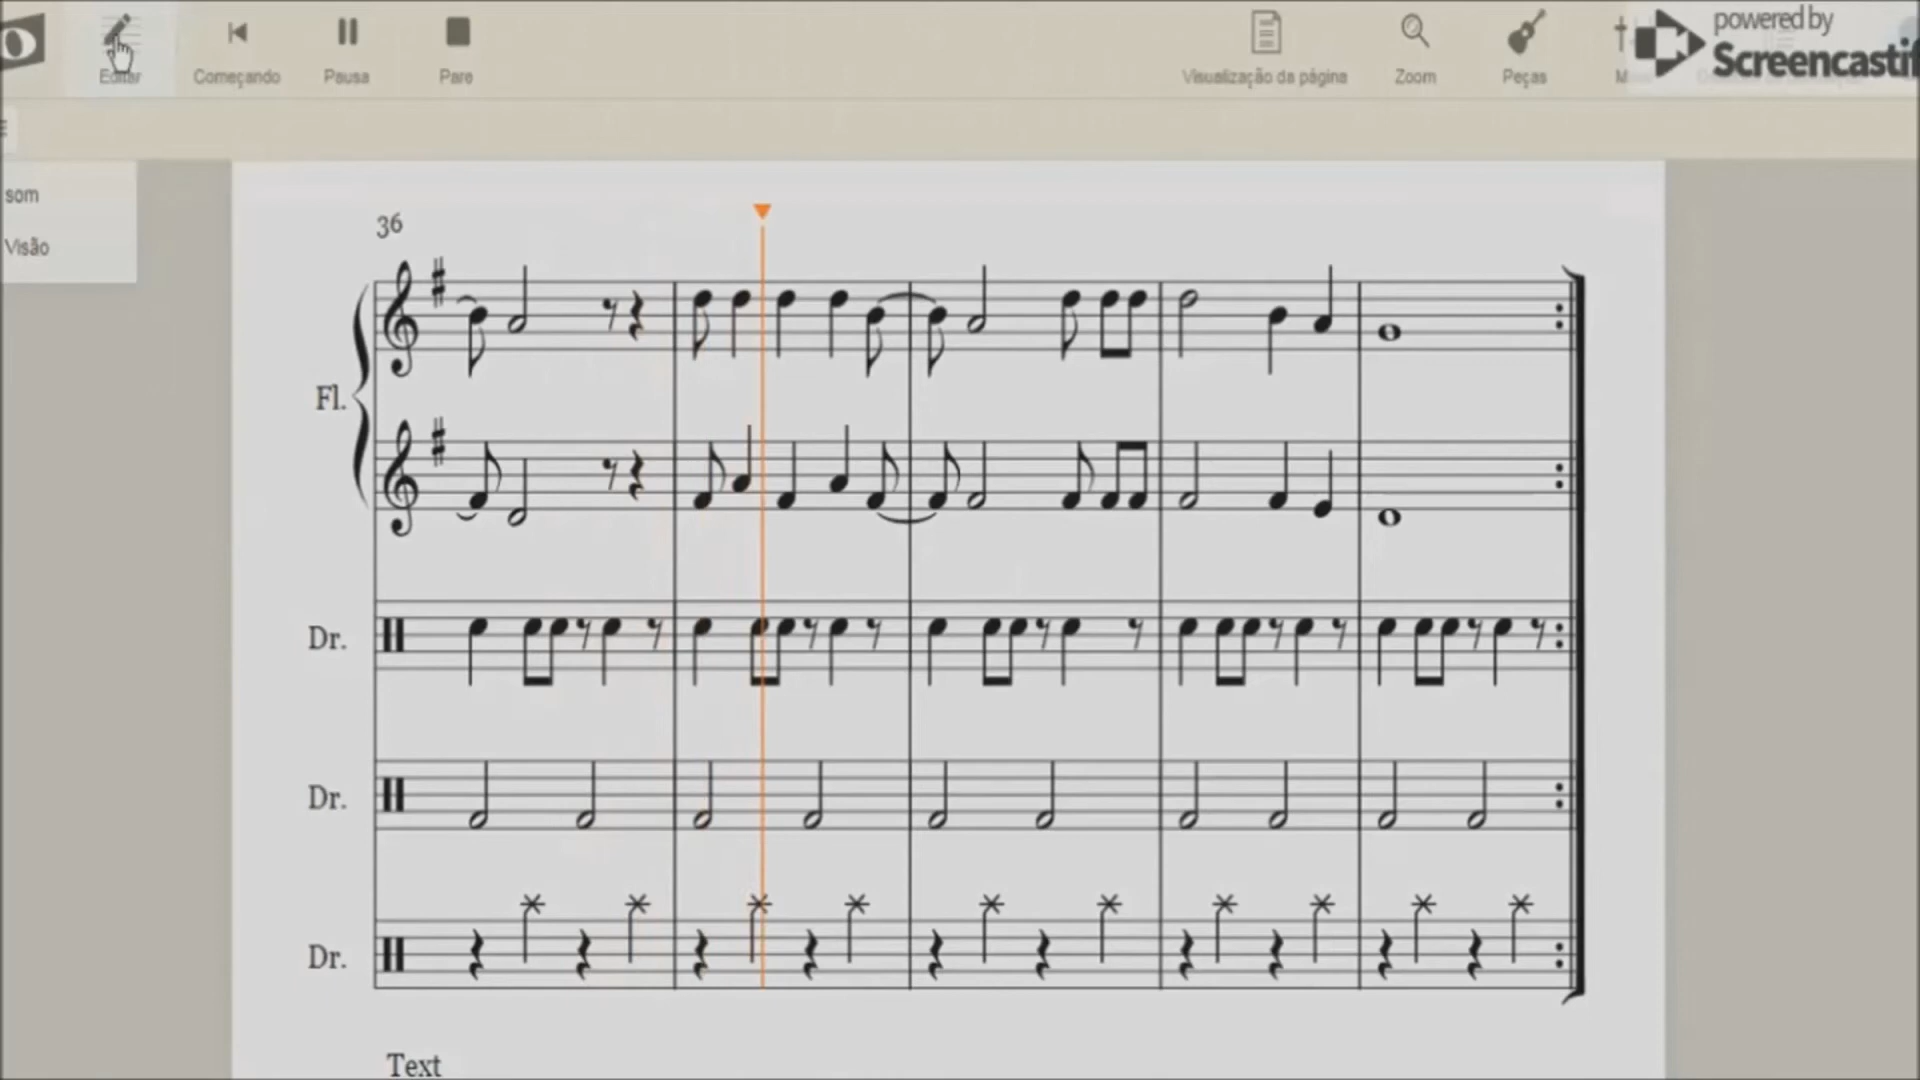 powered by
Screencastif
Editar
Começando
Pausa
Pare
Visualização da página
Zoom
Peças
som
Visão
36
Fl.
Dr.
Dr.
Dr.
Text